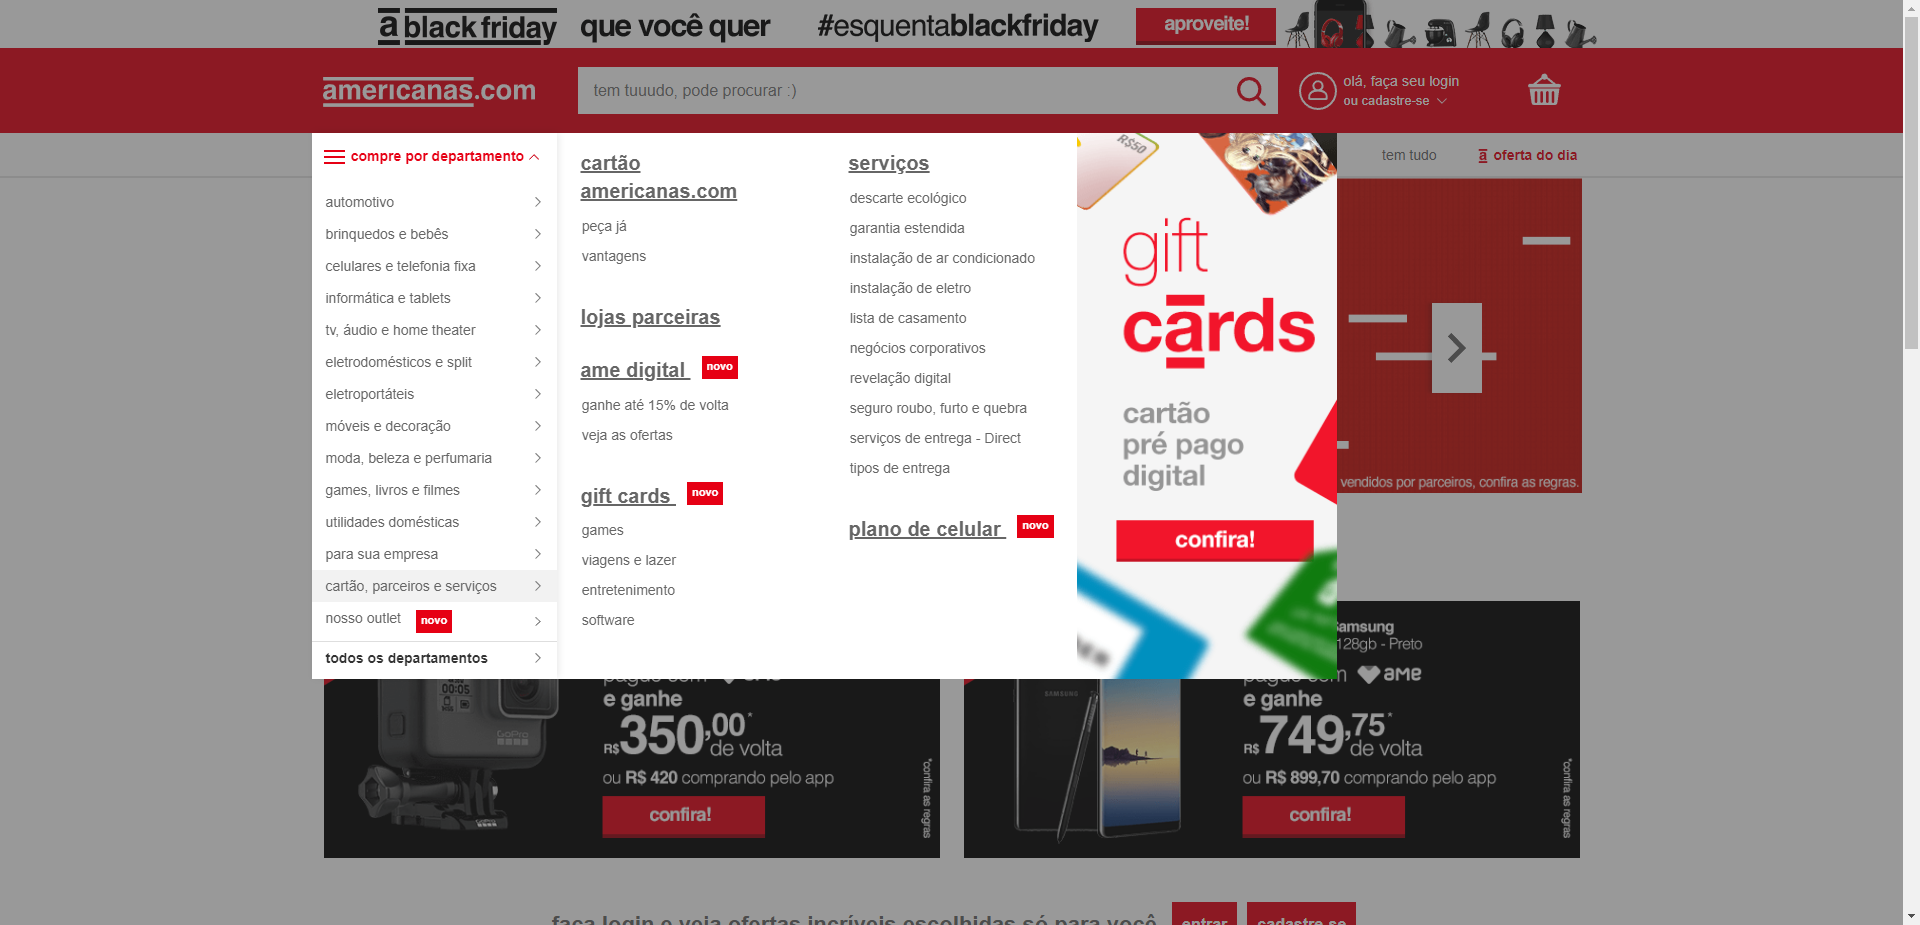 a black friday que você quer #esquentablackfriday aproveite!
americanas.com
tem tuuudo, pode procurar :)
olá, faça seu login
ou cadastre-se
compre por departamento
tem tudo
a oferta do dia
automotivo
brinquedos e bebês
celulares e telefonia fixa
informática e tablets
tv, áudio e home theater
eletrodomésticos e split
eletroportáteis
móveis e decoração
moda, beleza e perfumaria
games, livros e filmes
utilidades domésticas
para sua empresa
cartão, parceiros e serviços
nosso outlet novo
todos os departamentos
cartão
americanas.com
peça já
vantagens
lojas parceiras
ame digital novo
ganhe até 15% de volta
veja as ofertas
gift cards novo
games
viagens e lazer
entretenimento
software
serviços
descarte ecológico
garantia estendida
instalação de ar condicionado
instalação de eletro
lista de casamento
negócios corporativos
revelação digital
seguro roubo, furto e quebra
serviços de entrega - Direct
tipos de entrega
plano de celular novo
R$50
gift
cards
cartão
pré pago
digital
confira!
vendidos por parceiros, confira as regras.
00:05
GoPro
e ganhe
R$350,00*
de volta
ou R$ 420 comprando pelo app
confira!
*confira as regras
SAMSUNG
Samsung
128gb - Preto
ame
e ganhe
R$749,75*
de volta
ou R$ 899,70 comprando pelo app
confira!
*confira as regras
faça login e veja ofertas incríveis escolhidas só para você entrar cadastre-se